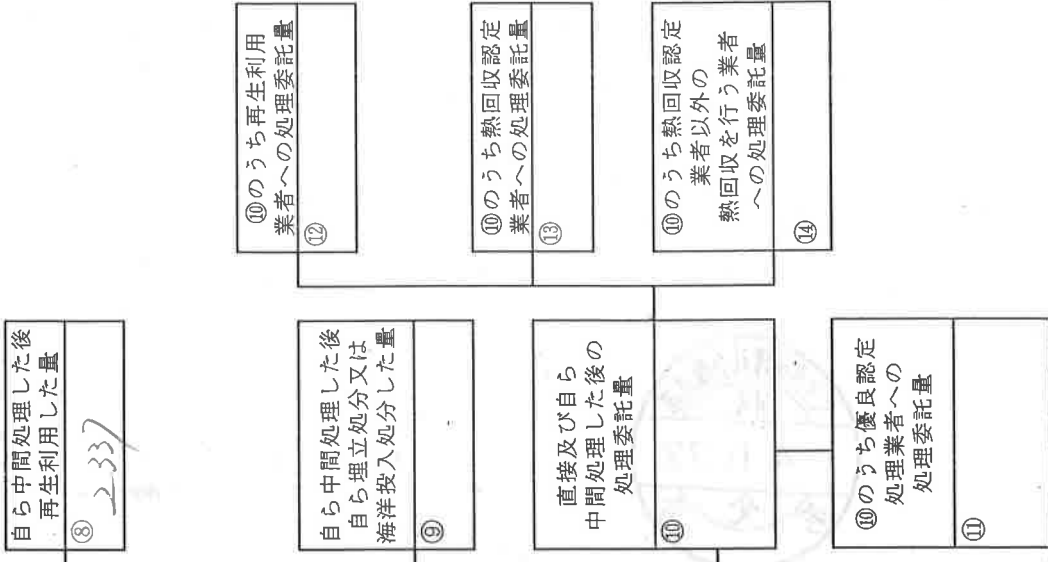 自ら中間処理した後
再生利用した量
⑧
2337
自ら中間処理した後
自ら埋立処分又は
海洋投入処分した量
⑨
直接及び自ら
中間処理した後の
処理委託量
⑩
⑩のうち優良認定
処理業者への
処理委託量
⑪
⑩のうち再生利用
業者への処理委託量
⑫
⑩のうち熱回収認定
業者への処理委託量
⑬
⑩のうち熱回収認定
業者以外の
熱回収を行う業者
への処理委託量
⑭